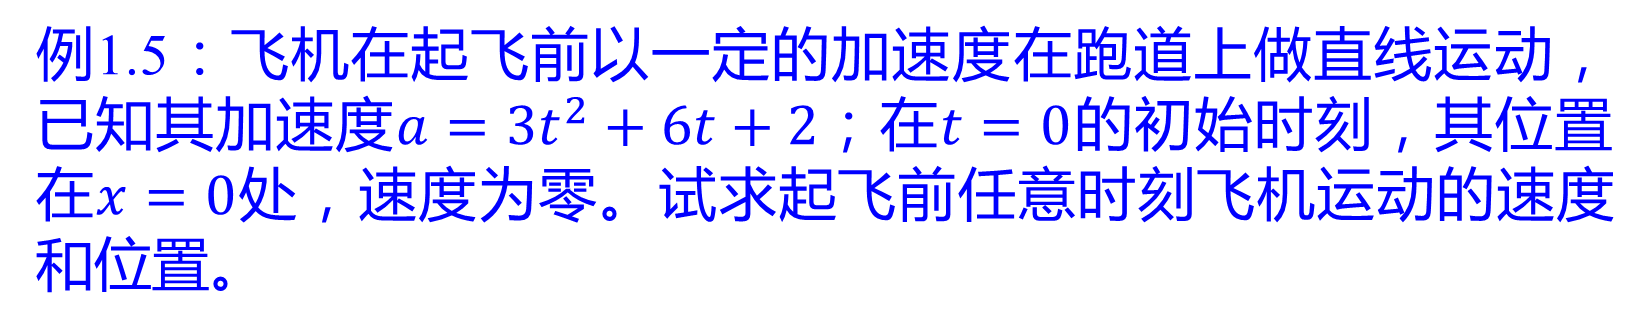 例1.5：飞机在起飞前以一定的加速度在跑道上做直线运动，
已知其加速度a = 3t² + 6t + 2；在t = 0的初始时刻，其位置
在x = 0处，速度为零。试求起飞前任意时刻飞机运动的速度
和位置。